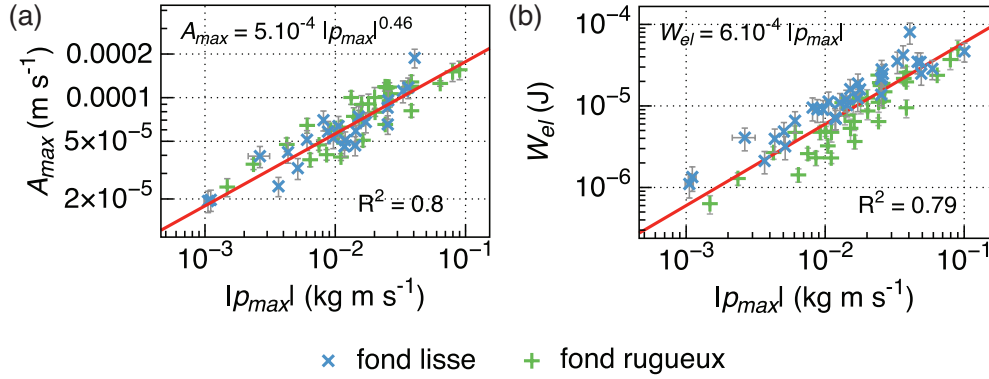 (a)
A_max = 5.10^-4 |p_max|^0.46
A_max (m s^-1)
0.0002
0.0001
5×10^-5
2×10^-5
R² = 0.8
10^-3 10^-2 10^-1
|p_max| (kg m s^-1)
(b)
W_el = 6.10^-4 |p_max|
W_el (J)
10^-4
10^-5
10^-6
R² = 0.79
10^-3 10^-2 10^-1
|p_max| (kg m s^-1)
fond lisse fond rugueux